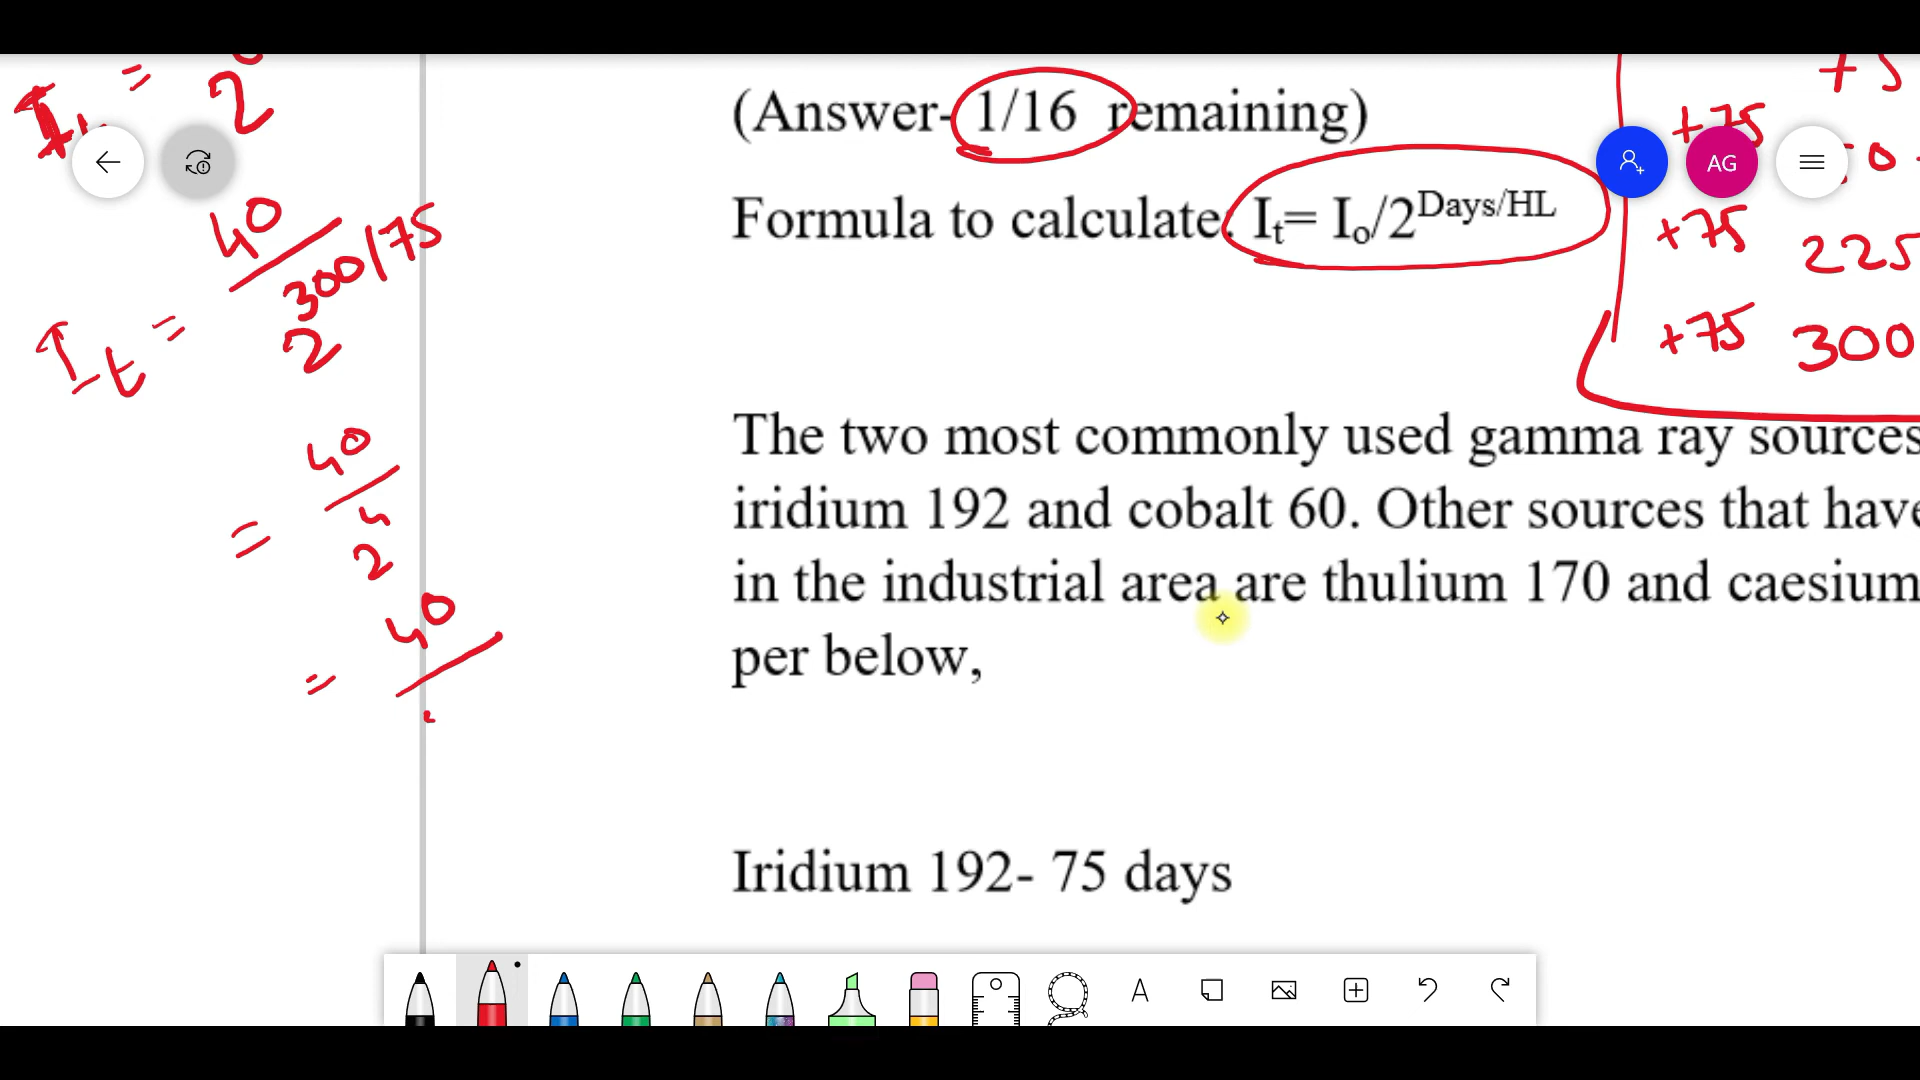 It = 2
(Answer- 1/16 remaining)
Formula to calculate: It= Io/2Days/HL
It = 40
300/75
2
= 40
4
2
= 40
+75
+75
225
+75 300
AG
The two most commonly used gamma ray sources
iridium 192 and cobalt 60. Other sources that have
in the industrial area are thulium 170 and caesium
per below,
Iridium 192- 75 days